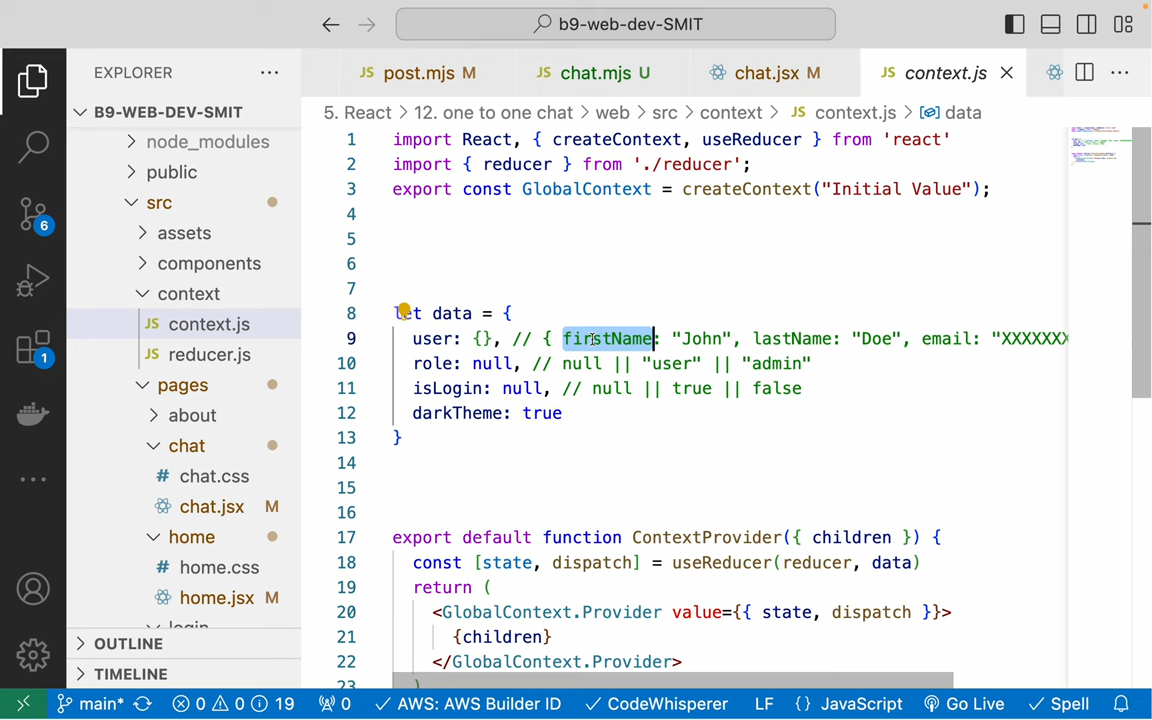 b9-web-dev-SMIT
EXPLORER
JS post.mjs M
JS chat.mjs U
chat.jsx M
JS context.js
B9-WEB-DEV-SMIT
node_modules
public
src
assets
components
context
JS context.js
JS reducer.js
pages
about
chat
# chat.css
chat.jsx M
home
# home.css
home.jsx M
OUTLINE
TIMELINE
6
1
5. React > 12. one to one chat > web > src > context > JS context.js > data
1 import React, { createContext, useReducer } from 'react'
2 import { reducer } from './reducer';
3 export const GlobalContext = createContext("Initial Value");
4
5
6
7
8 let data = {
9 user: {}, // { firstName: "John", lastName: "Doe", email: "XXXXXXX
10 role: null, // null || "user" || "admin"
11 isLogin: null, // null || true || false
12 darkTheme: true
13 }
14
15
16
17 export default function ContextProvider({ children }) {
18 const [state, dispatch] = useReducer(reducer, data)
19 return (
20 <GlobalContext.Provider value={{ state, dispatch }}>
21 {children}
22 </GlobalContext.Provider>
23 )
main* 0 0 19 0 AWS: AWS Builder ID CodeWhisperer LF {} JavaScript Go Live Spell